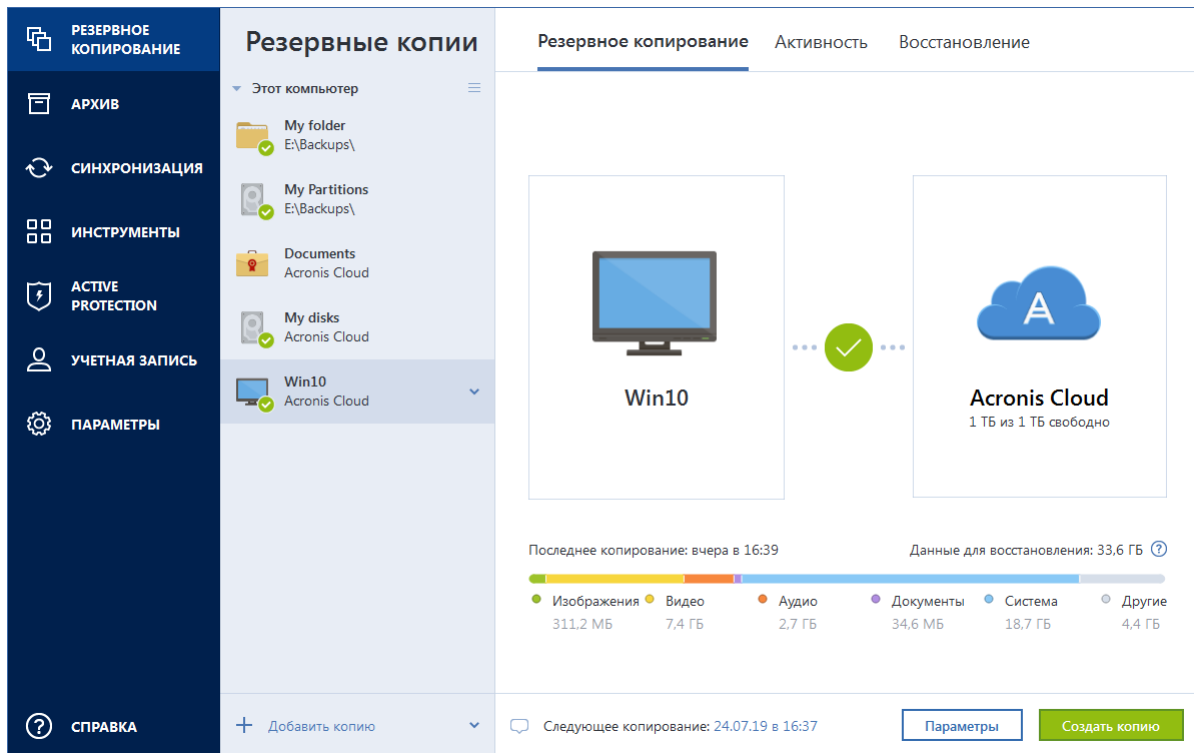 РЕЗЕРВНОЕ
КОПИРОВАНИЕ
АРХИВ
СИНХРОНИЗАЦИЯ
ИНСТРУМЕНТЫ
ACTIVE
PROTECTION
УЧЕТНАЯ ЗАПИСЬ
ПАРАМЕТРЫ
СПРАВКА
Резервные копии
Этот компьютер
My folder
E:\Backups\
My Partitions
E:\Backups\
Documents
Acronis Cloud
My disks
Acronis Cloud
Win10
Acronis Cloud
Добавить копию
Резервное копирование Активность Восстановление
Win10
A
Acronis Cloud
1 ТБ из 1 ТБ свободно
Последнее копирование: вчера в 16:39 Данные для восстановления: 33,6 ГБ ?
Изображения Видео Аудио Документы Система Другие
311,2 МБ 7,4 ГБ 2,7 ГБ 34,6 МБ 18,7 ГБ 4,4 ГБ
Следующее копирование: 24.07.19 в 16:37 Параметры Создать копию